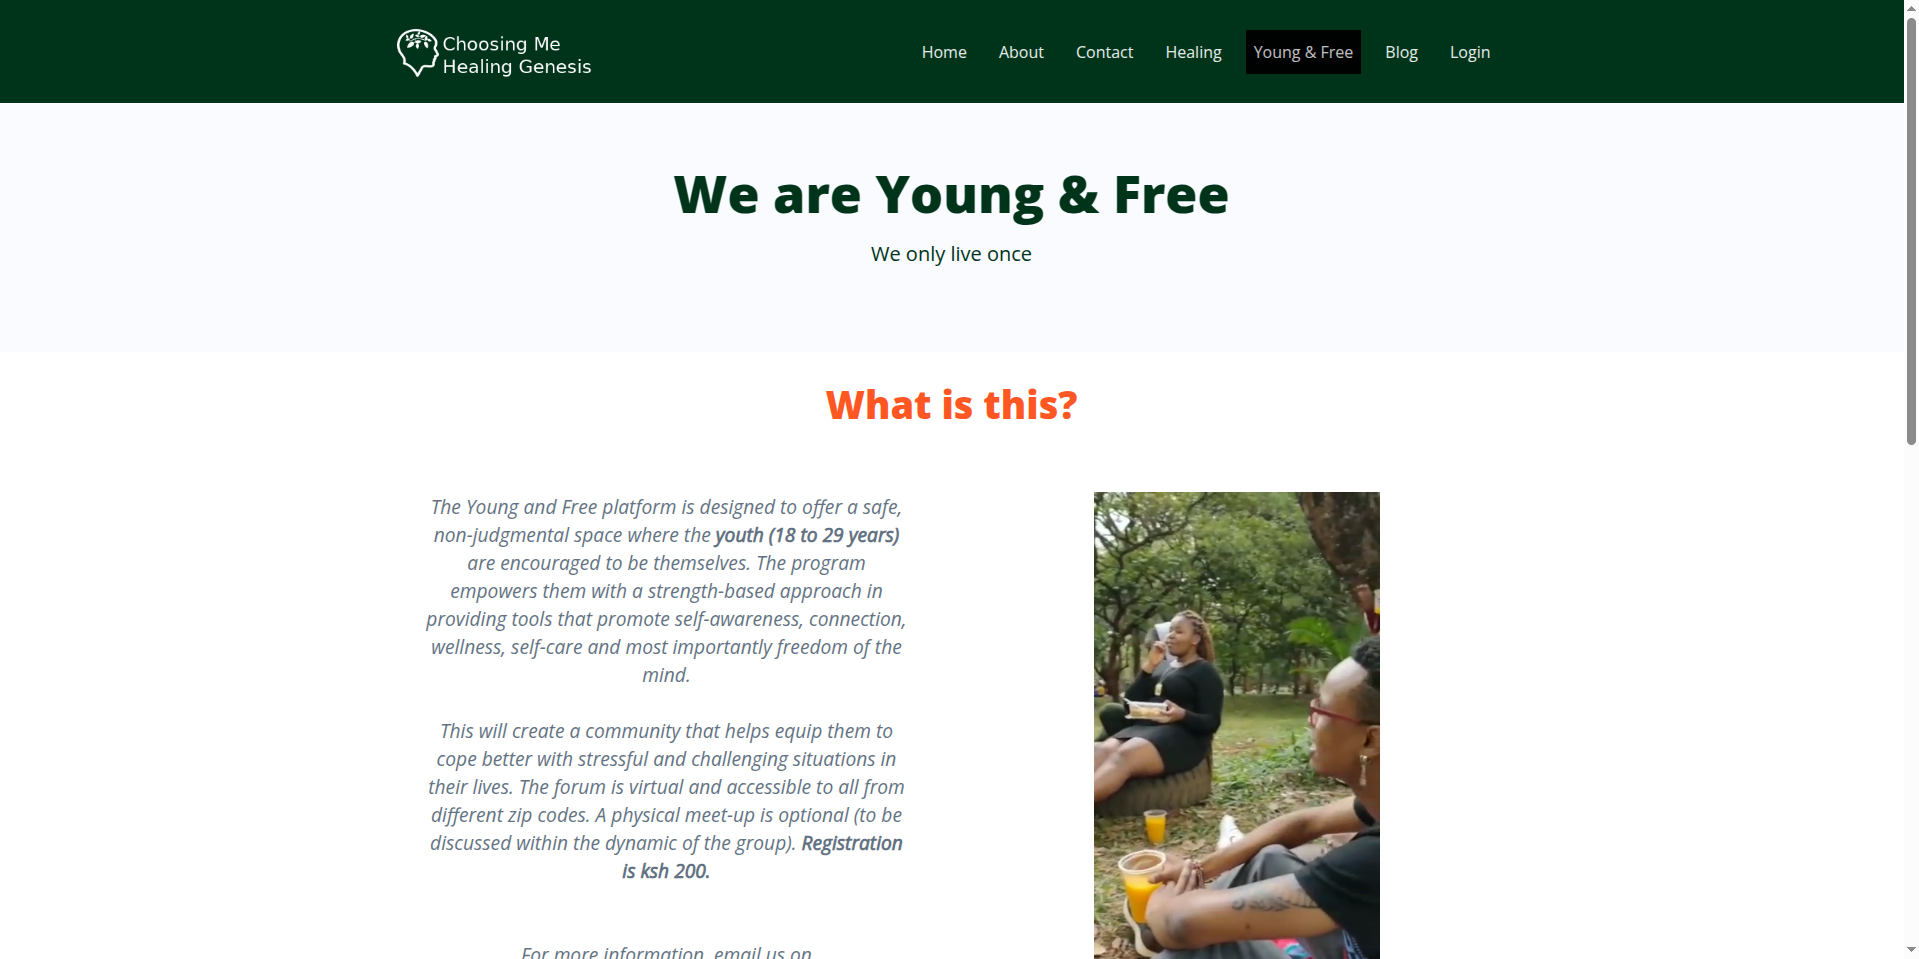 Choosing Me
Healing Genesis
Home About Contact Healing Young & Free Blog Login
We are Young & Free
We only live once
What is this?
The Young and Free platform is designed to offer a safe,
non-judgmental space where the youth (18 to 29 years)
are encouraged to be themselves. The program
empowers them with a strength-based approach in
providing tools that promote self-awareness, connection,
wellness, self-care and most importantly freedom of the
mind.
This will create a community that helps equip them to
cope better with stressful and challenging situations in
their lives. The forum is virtual and accessible to all from
different zip codes. A physical meet-up is optional (to be
discussed within the dynamic of the group). Registration
is ksh 200.
For more information, email us on